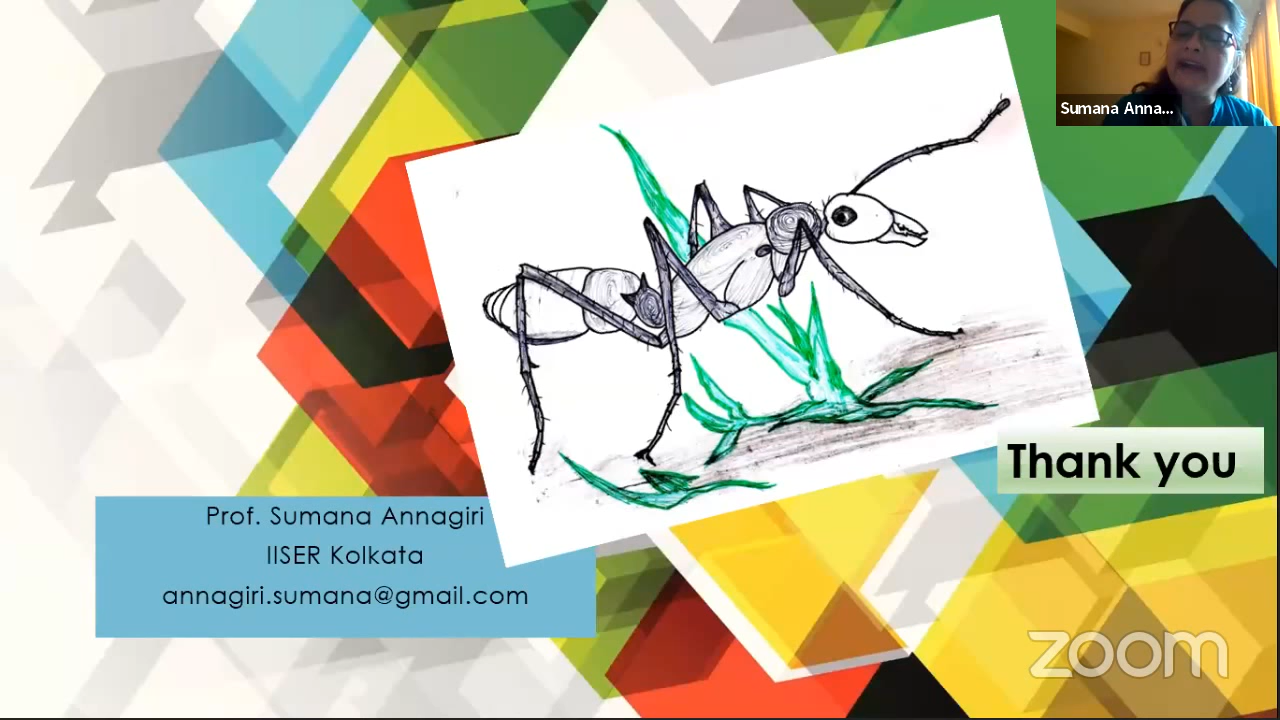 Sumana Anna...
Thank you
Prof. Sumana Annagiri
IISER Kolkata
annagiri.sumana@gmail.com
zoom